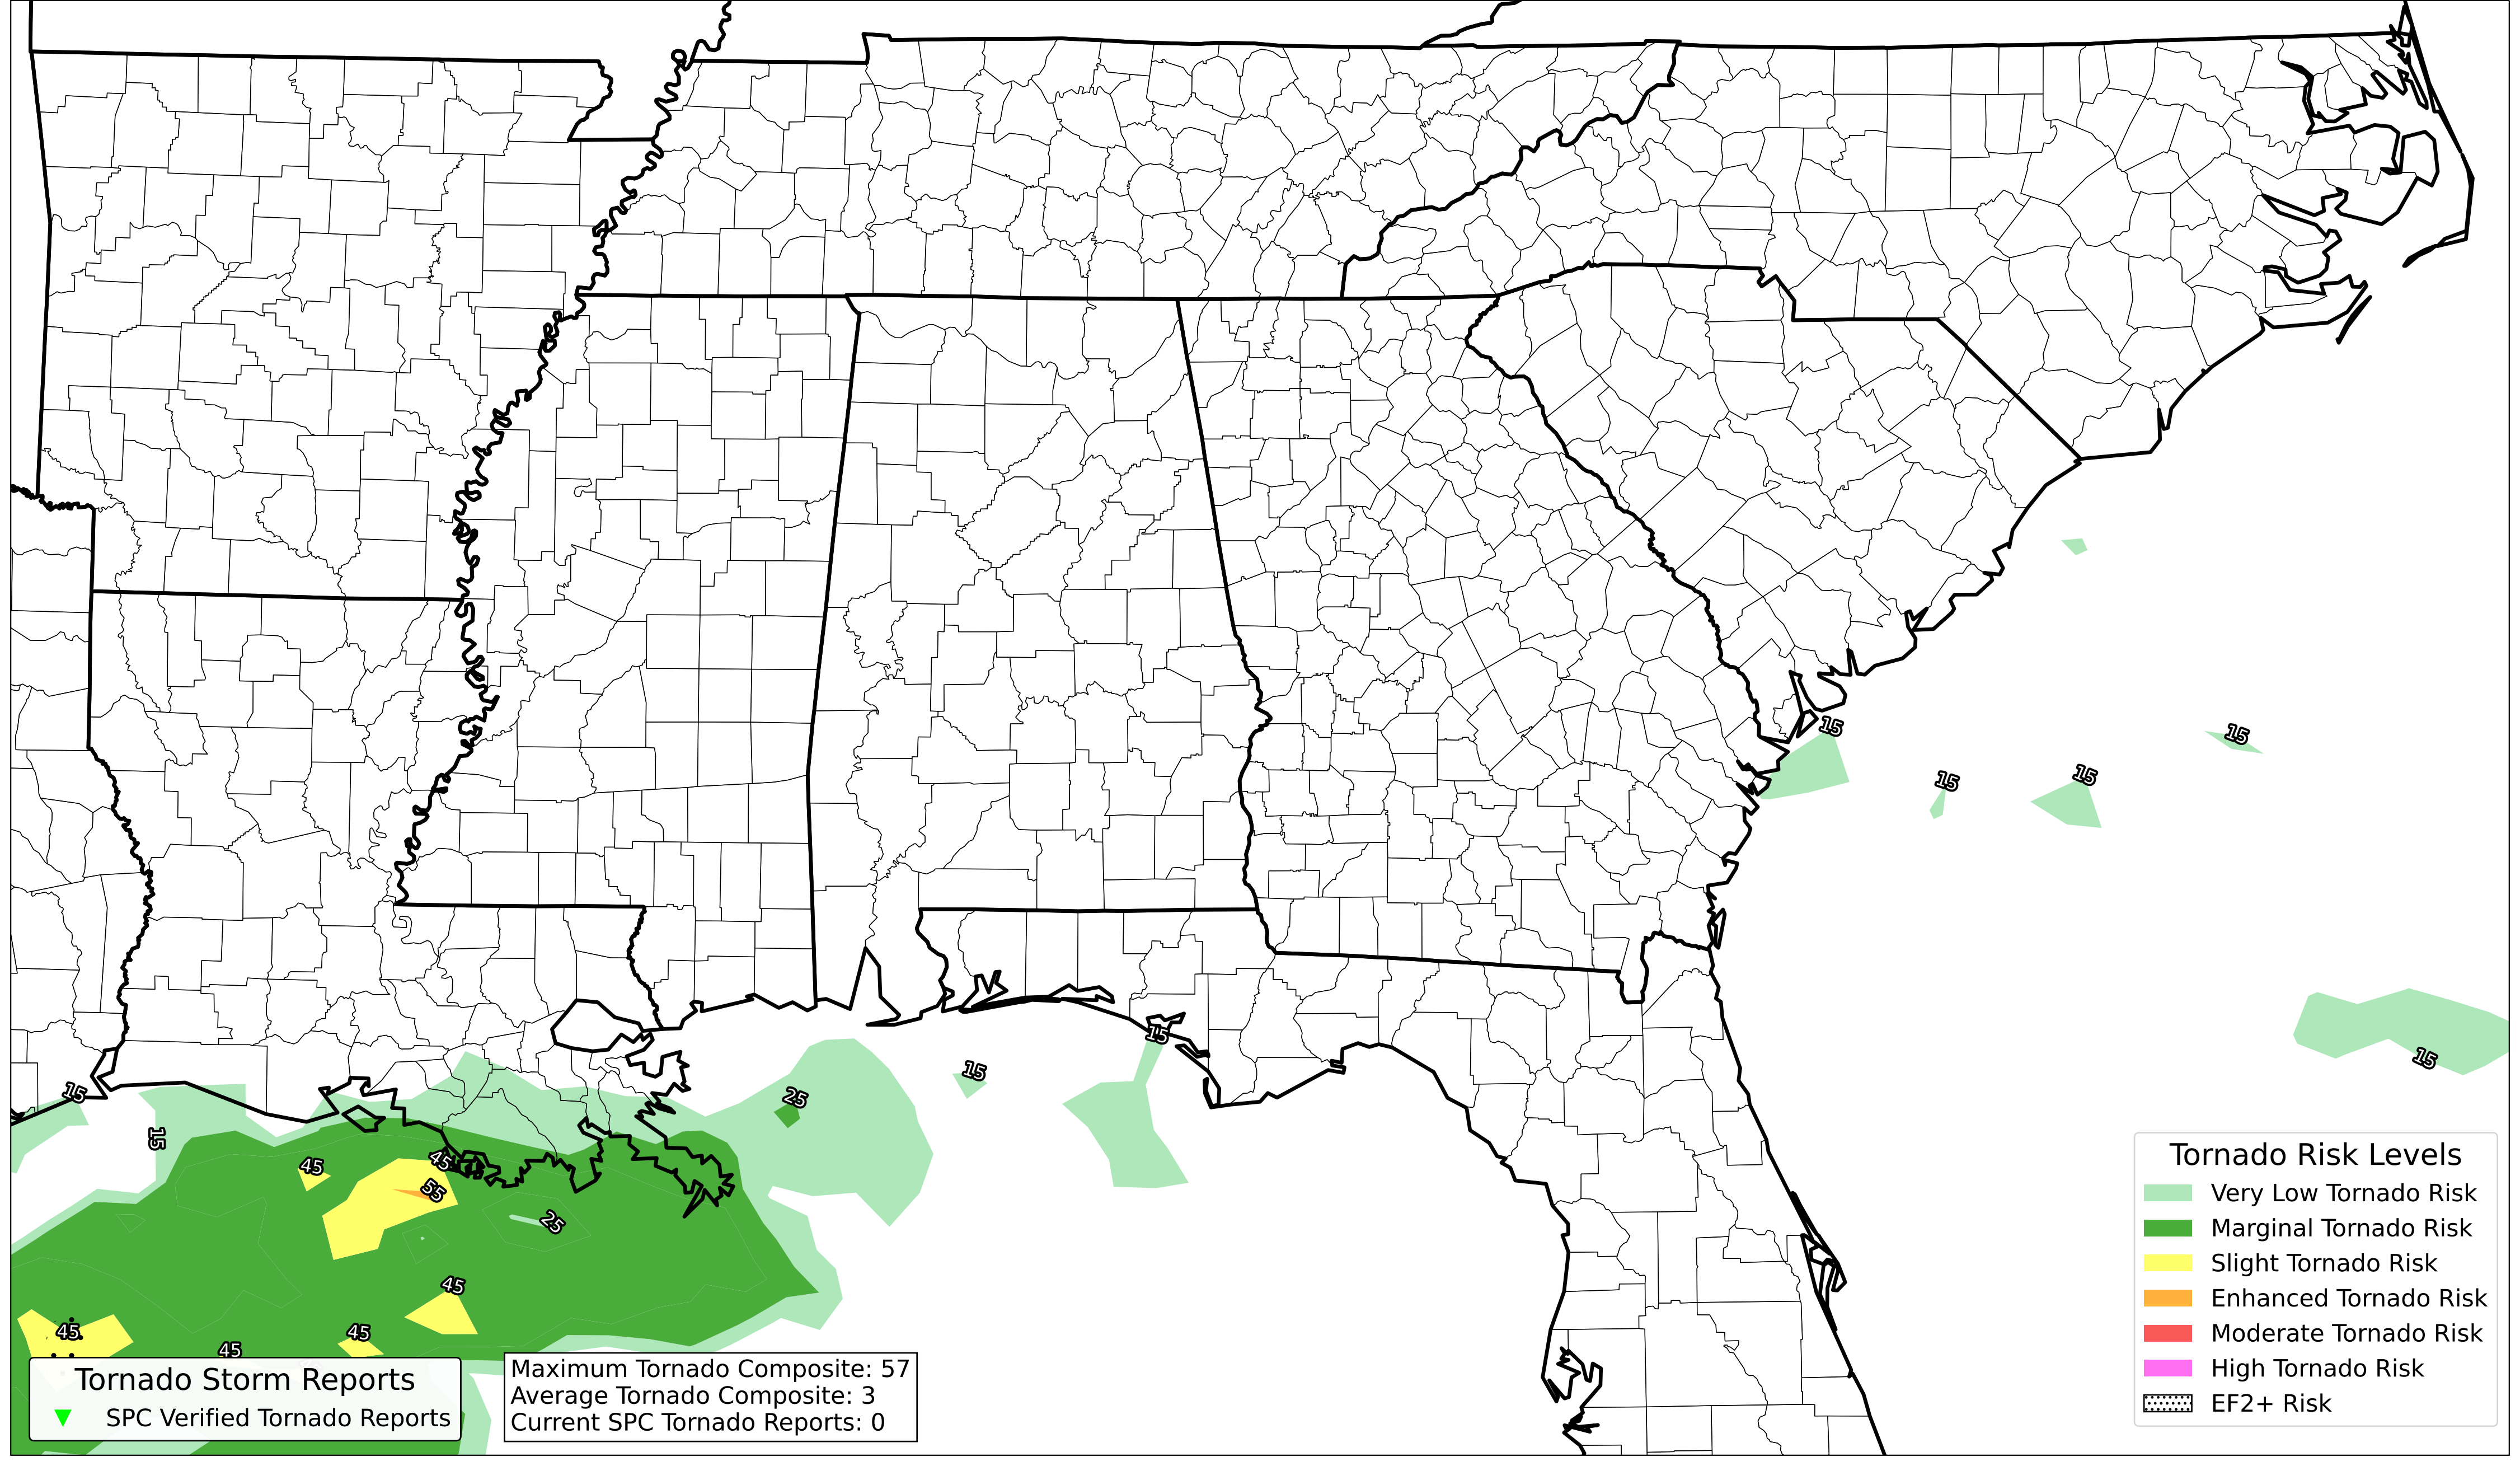 15
15
15
15
15
15
15
25
15
15
45
45
55
25
45
45
45
45
Tornado Storm Reports
SPC Verified Tornado Reports
Maximum Tornado Composite: 57
Average Tornado Composite: 3
Current SPC Tornado Reports: 0
Tornado Risk Levels
Very Low Tornado Risk
Marginal Tornado Risk
Slight Tornado Risk
Enhanced Tornado Risk
Moderate Tornado Risk
High Tornado Risk
EF2+ Risk